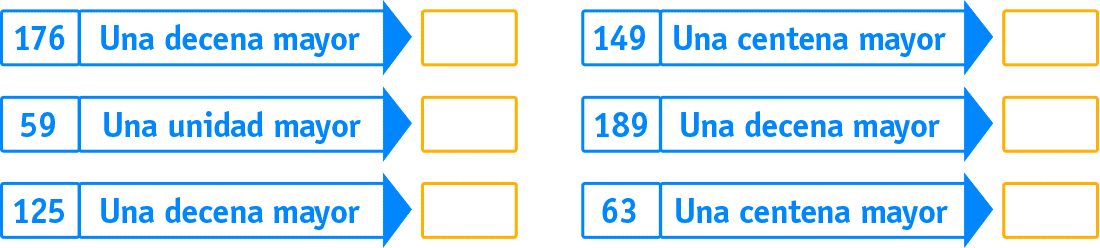 176 Una decena mayor
59 Una unidad mayor
125 Una decena mayor
149 Una centena mayor
189 Una decena mayor
63 Una centena mayor